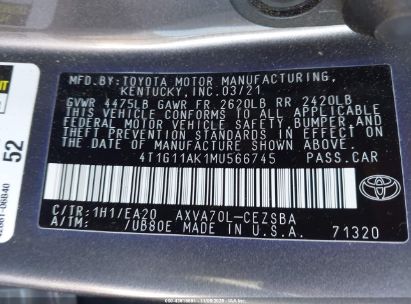 MFD. BY: TOYOTA MOTOR MANUFACTURING,
KENTUCKY, INC. 03/21
GVWR 4475LB GAWR FR. 2620LB RR 2420LB
THIS VEHICLE CONFORMS TO ALL APPLICABLE
FEDERAL MOTOR VEHICLE SAFETY, BUMPER, AND
THEFT PREVENTION STANDARDS IN EFFECT ON
THE DATE OF MANUFACTURE SHOWN ABOVE.
4T1G11AK1MU566745 PASS.CAR
C/TR:1H1/EA20 AXVA70L-CEZSBA
A/TM: /UB80E MADE IN U.S.A. 71320
TOYOTA
52